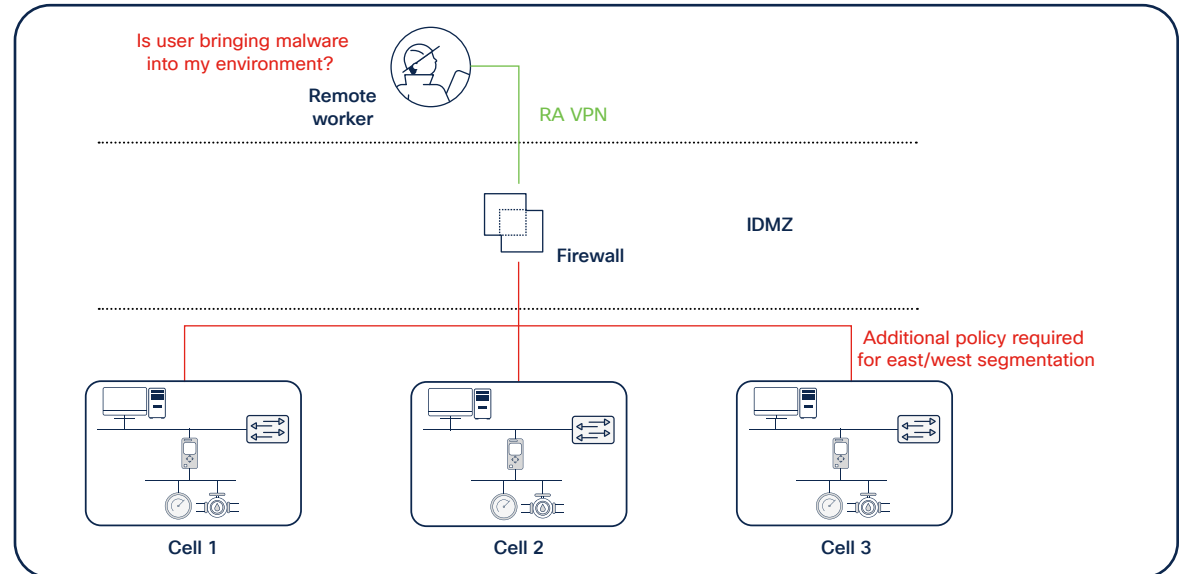 Is user bringing malware
into my environment?
Remote
worker
RA VPN
IDMZ
Firewall
Additional policy required
for east/west segmentation
Cell 1
Cell 2
Cell 3